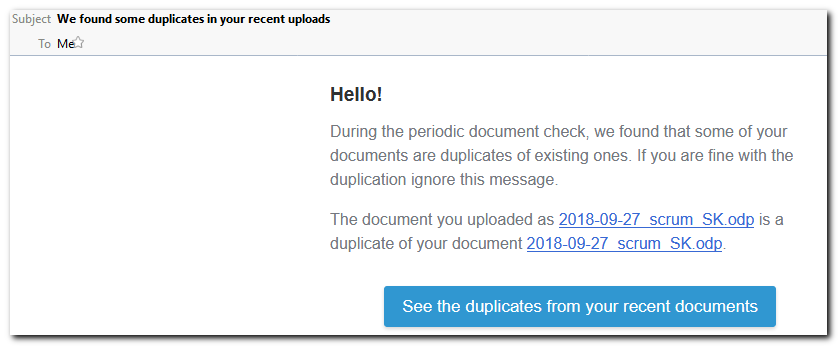 Subject We found some duplicates in your recent uploads
To Me
Hello!
During the periodic document check, we found that some of your
documents are duplicates of existing ones. If you are fine with the
duplication ignore this message.
The document you uploaded as 2018-09-27_scrum_SK.odp is a
duplicate of your document 2018-09-27_scrum_SK.odp.
See the duplicates from your recent documents